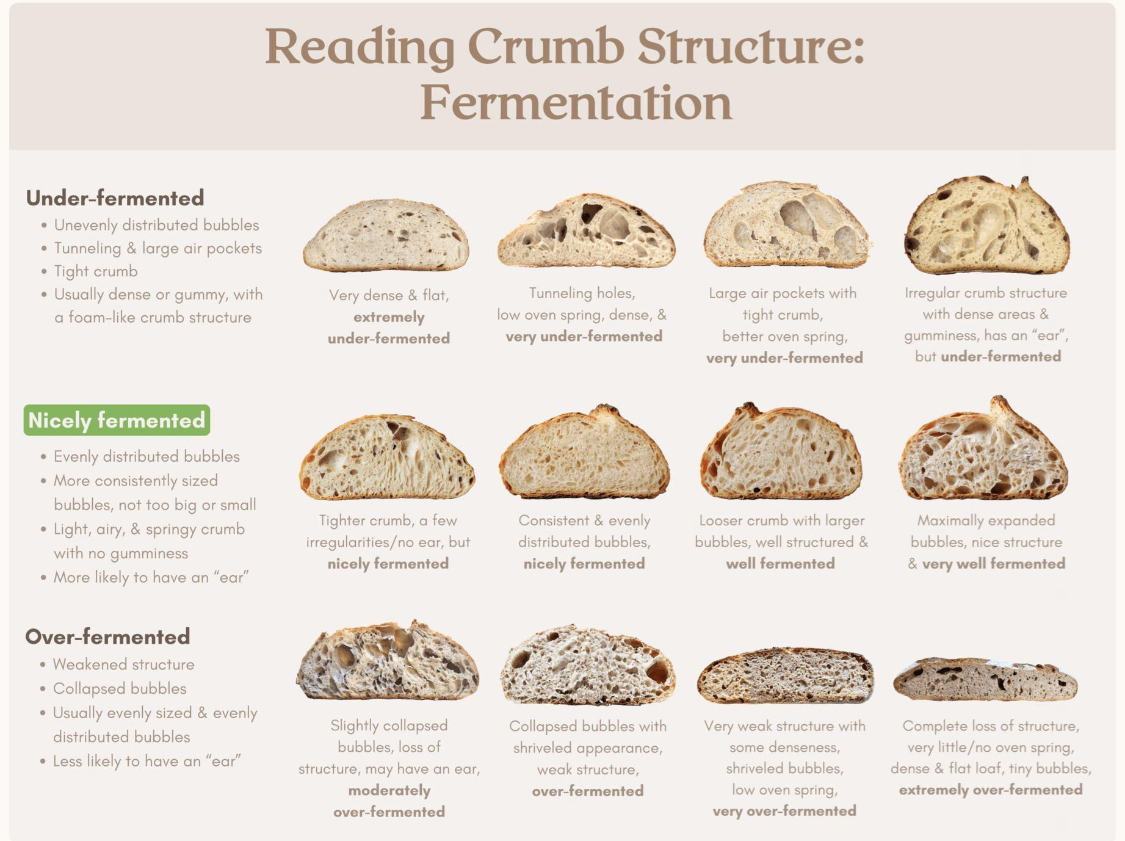 Reading Crumb Structure:
Fermentation
Under-fermented
• Unevenly distributed bubbles
• Tunneling & large air pockets
• Tight crumb
• Usually dense or gummy, with
a foam-like crumb structure
Very dense & flat,
extremely
under-fermented
Tunneling holes,
low oven spring, dense, &
very under-fermented
Large air pockets with
tight crumb,
better oven spring,
very under-fermented
Irregular crumb structure
with dense areas &
gumminess, has an “ear”,
but under-fermented
Nicely fermented
• Evenly distributed bubbles
• More consistently sized
bubbles, not too big or small
• Light, airy, & springy crumb
with no gumminess
• More likely to have an “ear”
Tighter crumb, a few
irregularities/no ear, but
nicely fermented
Consistent & evenly
distributed bubbles,
nicely fermented
Looser crumb with larger
bubbles, well structured &
well fermented
Maximally expanded
bubbles, nice structure
& very well fermented
Over-fermented
• Weakened structure
• Collapsed bubbles
• Usually evenly sized & evenly
distributed bubbles
• Less likely to have an “ear”
Slightly collapsed
bubbles, loss of
structure, may have an ear,
moderately
over-fermented
Collapsed bubbles with
shriveled appearance,
weak structure,
over-fermented
Very weak structure with
some denseness,
shriveled bubbles,
low oven spring,
very over-fermented
Complete loss of structure,
very little/no oven spring,
dense & flat loaf, tiny bubbles,
extremely over-fermented